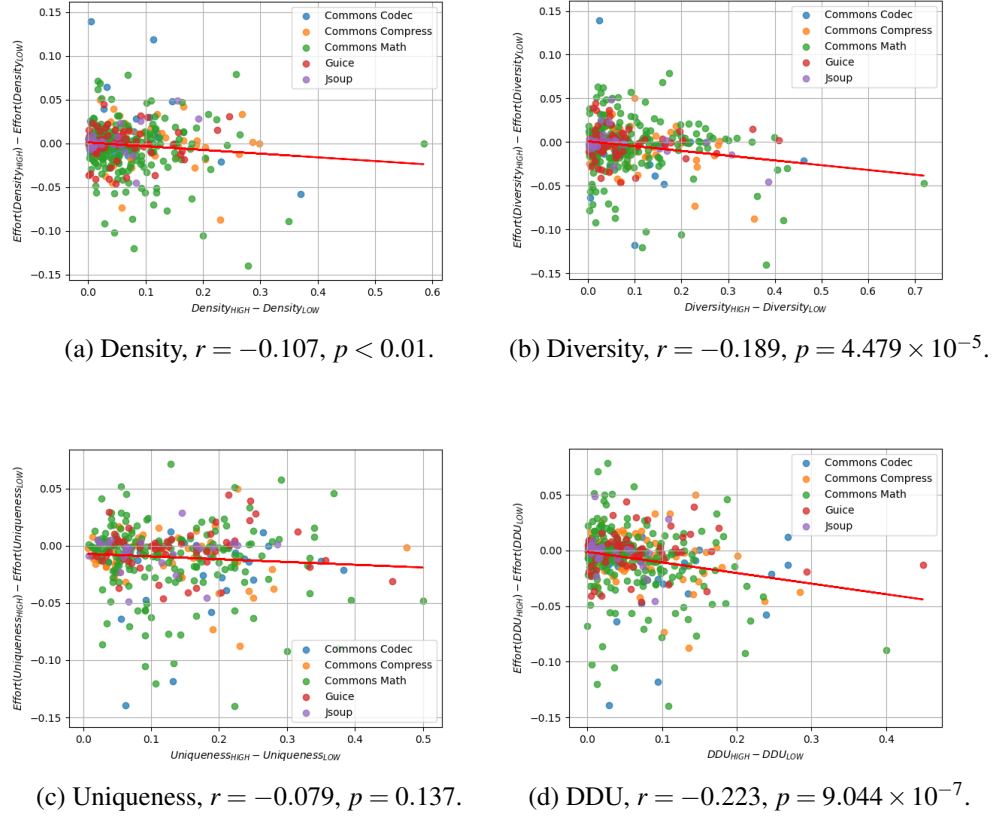 0.15
0.10
0.05
0.00
−0.05
−0.10
−0.15
Effort(Density_HIGH) − Effort(Density_LOW)
Commons Codec
Commons Compress
Commons Math
Guice
Jsoup
0.0 0.1 0.2 0.3 0.4 0.5 0.6
Density_HIGH − Density_LOW
(a) Density, r = −0.107, p < 0.01.
0.15
0.10
0.05
0.00
−0.05
−0.10
−0.15
Effort(Diversity_HIGH) − Effort(Diversity_LOW)
Commons Codec
Commons Compress
Commons Math
Guice
Jsoup
0.0 0.1 0.2 0.3 0.4 0.5 0.6 0.7
Diversity_HIGH − Diversity_LOW
(b) Diversity, r = −0.189, p = 4.479 × 10⁻⁵.
0.05
0.00
−0.05
−0.10
−0.15
Effort(Uniqueness_HIGH) − Effort(Uniqueness_LOW)
Commons Codec
Commons Compress
Commons Math
Guice
Jsoup
0.0 0.1 0.2 0.3 0.4 0.5
Uniqueness_HIGH − Uniqueness_LOW
(c) Uniqueness, r = −0.079, p = 0.137.
0.05
0.00
−0.05
−0.10
−0.15
Effort(DDU_HIGH) − Effort(DDU_LOW)
Commons Codec
Commons Compress
Commons Math
Guice
Jsoup
0.0 0.1 0.2 0.3 0.4
DDU_HIGH − DDU_LOW
(d) DDU, r = −0.223, p = 9.044 × 10⁻⁷.